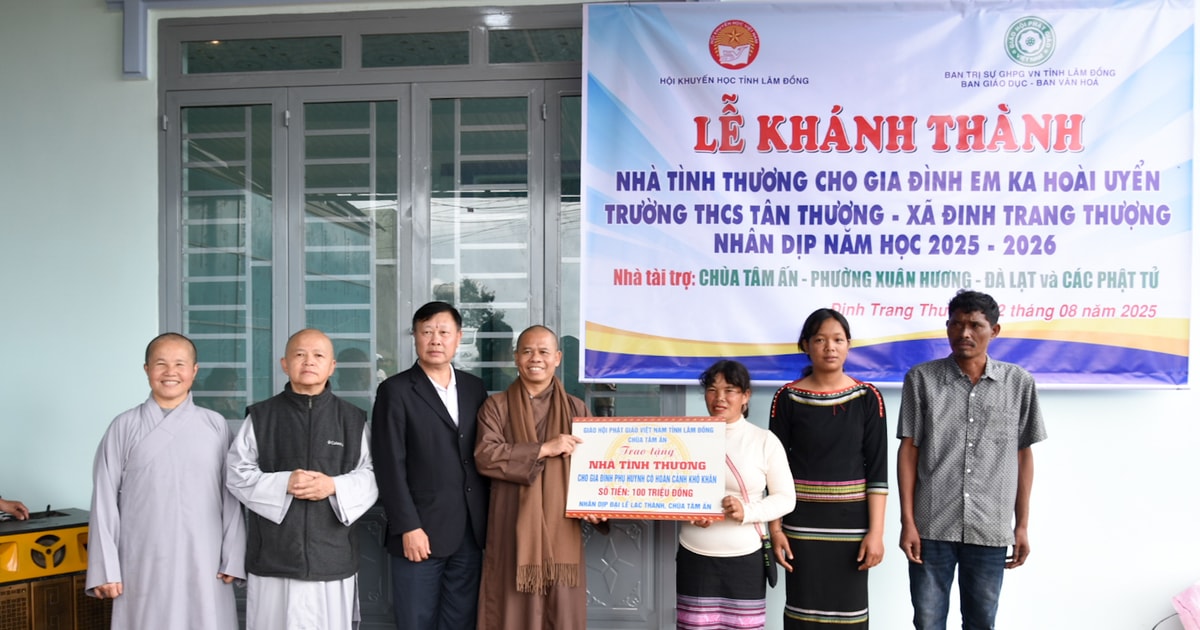 HỘI KHUYẾN HỌC TỈNH LÂM ĐỒNG
BAN TRỊ SỰ GHPG VN TỈNH LÂM ĐỒNG
BAN GIÁO DỤC - BAN VĂN HOÁ
LỄ KHÁNH THÀNH
NHÀ TÌNH THƯƠNG CHO GIA ĐÌNH EM KA HOÀI UYỂN
TRƯỜNG THCS TÂN THƯỢNG - XÃ ĐINH TRANG THƯỢNG
NHÂN DỊP NĂM HỌC 2025 - 2026
Nhà tài trợ: CHÙA TÂM ẤN - PHƯỜNG XUÂN HƯƠNG - ĐÀ LẠT và CÁC PHẬT TỬ
Đinh Trang Thư 2 tháng 08 năm 2025
GIÁO HỘI PHẬT GIÁO VIỆT NAM TỈNH LÂM ĐỒNG
CHÙA TÂM ẤN
Trao tặng
NHÀ TÌNH THƯƠNG
CHO GIA ĐÌNH PHỤ HUYNH CÓ HOÀN CẢNH KHÓ KHĂN
SỐ TIỀN: 100 TRIỆU ĐỒNG
NHÂN DỊP ĐẠI LỄ LẠC THÀNH, CHÙA TÂM ẤN